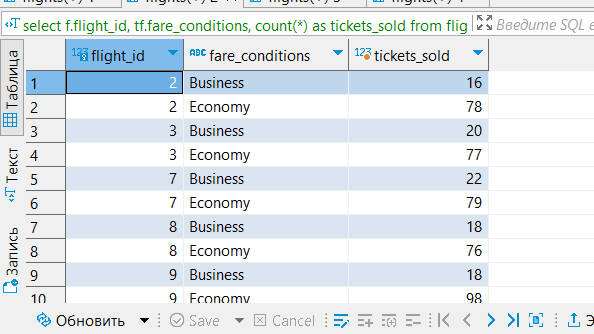 select f.flight_id, tf.fare_conditions, count(*) as tickets_sold from flig
Введите SQL
Таблица
Текст
Запись
123 flight_id ABC fare_conditions 123 tickets_sold
1 2 Business 16
2 2 Economy 78
3 3 Business 20
4 3 Economy 77
5 7 Business 22
6 7 Economy 79
7 8 Business 18
8 8 Economy 76
9 9 Business 18
10 9 Economy 98
Обновить Save Cancel Э